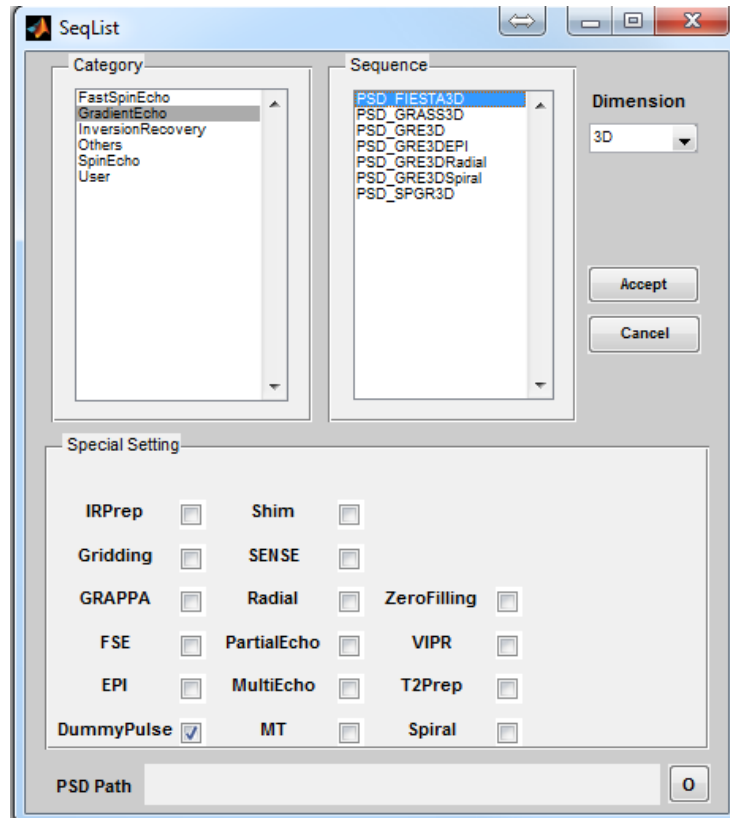 SeqList
Category
FastSpinEcho
GradientEcho
InversionRecovery
Others
SpinEcho
User
Sequence
PSD_FIESTA3D
PSD_GRASS3D
PSD_GRE3D
PSD_GRE3DEPI
PSD_GRE3DRadial
PSD_GRE3DSpiral
PSD_SPGR3D
Dimension
3D
Accept
Cancel
Special Setting
IRPrep Shim
Gridding SENSE
GRAPPA Radial ZeroFilling
FSE PartialEcho VIPR
EPI MultiEcho T2Prep
DummyPulse MT Spiral
PSD Path O